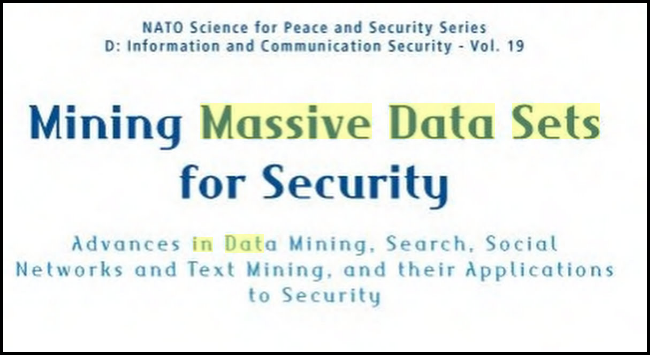 NATO Science for Peace and Security Series
D: Information and Communication Security - Vol. 19
Mining Massive Data Sets
for Security
Advances in Data Mining, Search, Social
Networks and Text Mining, and their Applications
to Security